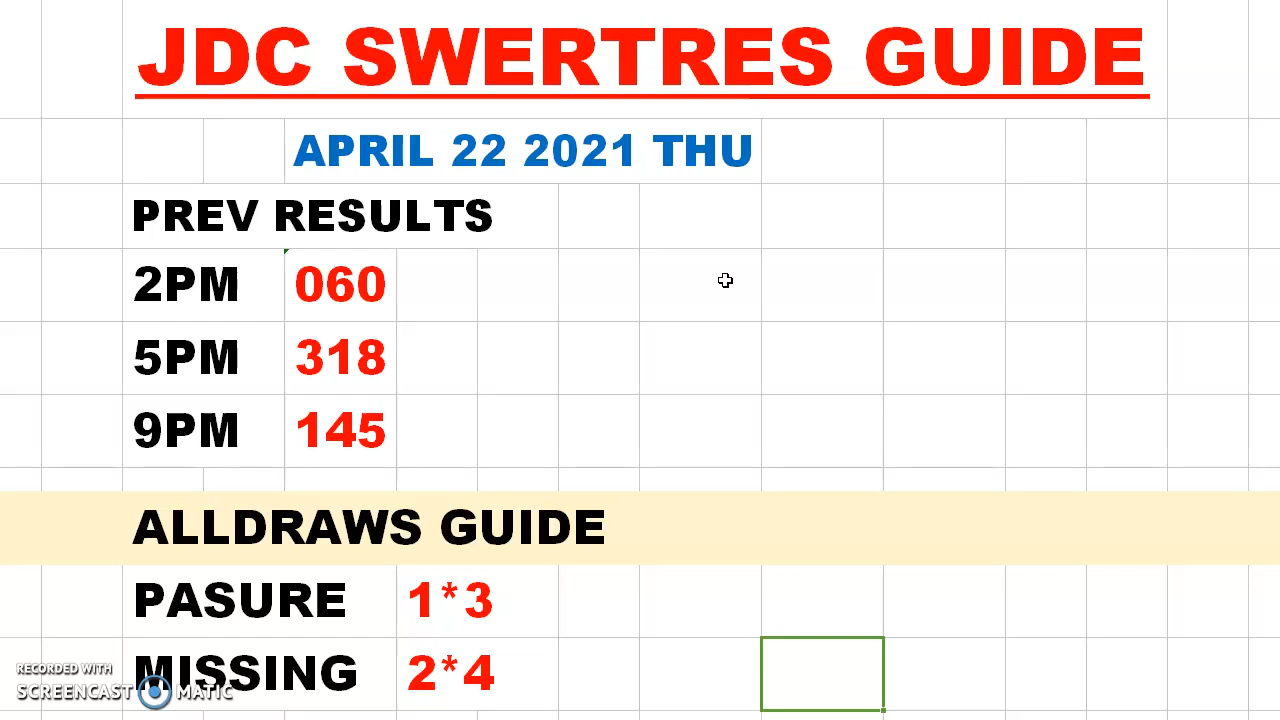 JDC SWERTRES GUIDE
APRIL 22 2021 THU
PREV RESULTS
2PM 060
5PM 318
9PM 145
ALLDRAWS GUIDE
PASURE 1*3
MISSING 2*4
RECORDED WITH
SCREENCAST MATIC